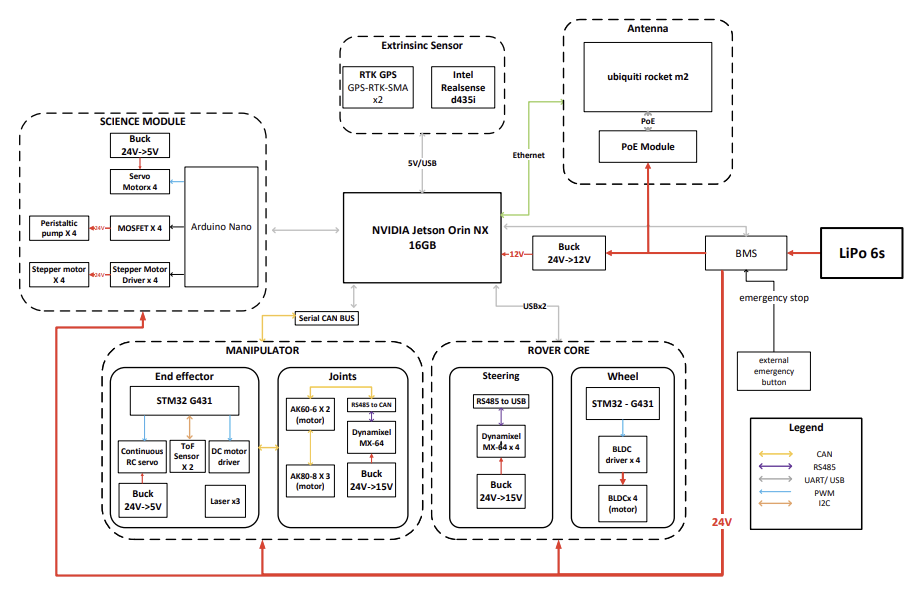 Antenna
ubiquiti rocket m2
PoE
PoE Module
Extrinsinc Sensor
RTK GPS
GPS-RTK-SMA
x2
Intel
Realsense
d435i
5V/USB
Ethernet
SCIENCE MODULE
Buck
24V->5V
Servo
Motorx 4
Arduino Nano
Peristaltic
pump X 4
24V
MOSFET X 4
Stepper motor
X 4
24V
Stepper Motor
Driver x 4
NVIDIA Jetson Orin NX
16GB
12V
Buck
24V->12V
BMS
LiPo 6s
emergency stop
external
emergency
button
Serial CAN BUS
USBx2
MANIPULATOR
End effector
STM32 G431
Continuous
RC servo
ToF
Sensor
X 2
DC motor
driver
Buck
24V->5V
Laser x3
Joints
AK60-6 X 2
(motor)
RS485 to CAN
Dynamixel
MX-64
AK80-8 X 3
(motor)
Buck
24V->15V
ROVER CORE
Steering
RS485 to USB
Dynamixel
MX-64 x 4
Buck
24V->15V
Wheel
STM32 - G431
BLDC
driver x 4
BLDCx 4
(motor)
24V
Legend
CAN
RS485
UART/ USB
PWM
I2C